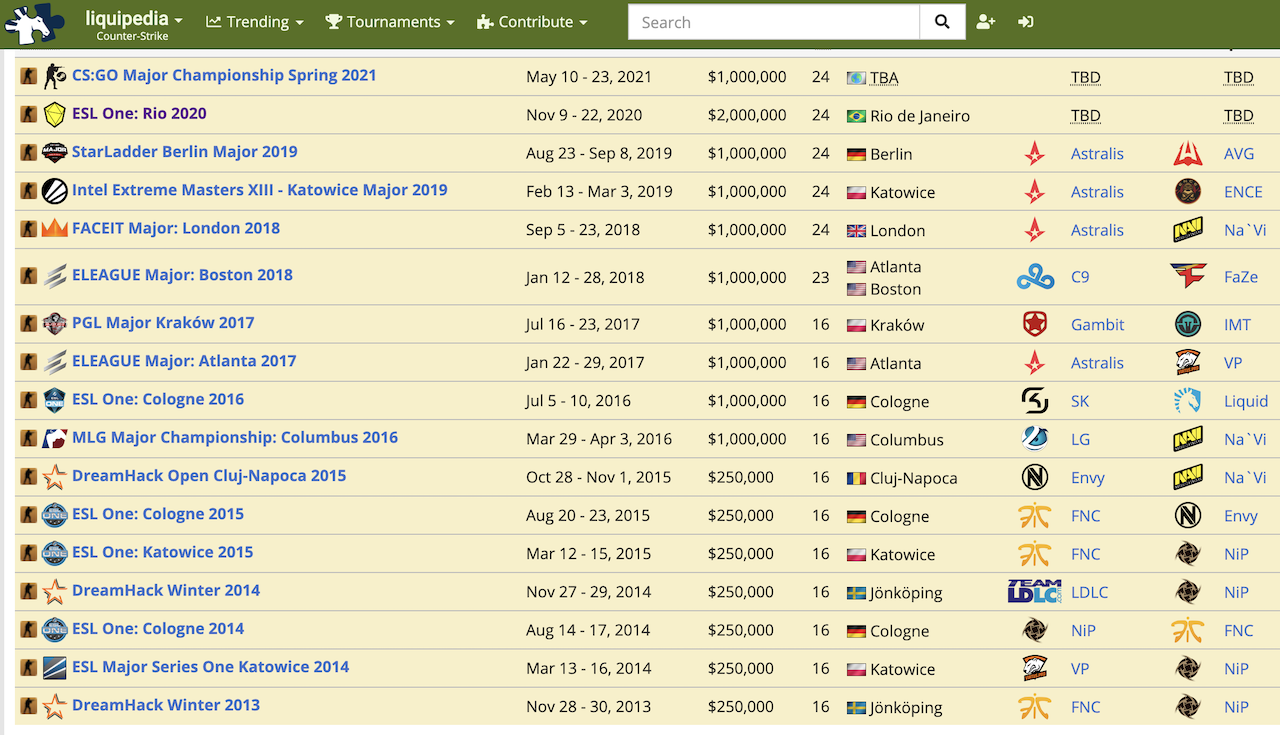 liquipedia Trending Tournaments Contribute Search
Counter-Strike
CS:GO Major Championship Spring 2021 May 10 - 23, 2021 $1,000,000 24 TBA TBD TBD
ESL One: Rio 2020 Nov 9 - 22, 2020 $2,000,000 24 Rio de Janeiro TBD TBD
StarLadder Berlin Major 2019 Aug 23 - Sep 8, 2019 $1,000,000 24 Berlin Astralis AVG
Intel Extreme Masters XIII - Katowice Major 2019 Feb 13 - Mar 3, 2019 $1,000,000 24 Katowice Astralis ENCE
FACEIT Major: London 2018 Sep 5 - 23, 2018 $1,000,000 24 London Astralis Na`Vi
ELEAGUE Major: Boston 2018 Jan 12 - 28, 2018 $1,000,000 23 Atlanta Boston C9 FaZe
PGL Major Kraków 2017 Jul 16 - 23, 2017 $1,000,000 16 Kraków Gambit IMT
ELEAGUE Major: Atlanta 2017 Jan 22 - 29, 2017 $1,000,000 16 Atlanta Astralis VP
ESL One: Cologne 2016 Jul 5 - 10, 2016 $1,000,000 16 Cologne SK Liquid
MLG Major Championship: Columbus 2016 Mar 29 - Apr 3, 2016 $1,000,000 16 Columbus LG Na`Vi
DreamHack Open Cluj-Napoca 2015 Oct 28 - Nov 1, 2015 $250,000 16 Cluj-Napoca Envy Na`Vi
ESL One: Cologne 2015 Aug 20 - 23, 2015 $250,000 16 Cologne FNC Envy
ESL One: Katowice 2015 Mar 12 - 15, 2015 $250,000 16 Katowice FNC NiP
DreamHack Winter 2014 Nov 27 - 29, 2014 $250,000 16 Jönköping TEAM LDLC.com LDLC NiP
ESL One: Cologne 2014 Aug 14 - 17, 2014 $250,000 16 Cologne NiP FNC
ESL Major Series One Katowice 2014 Mar 13 - 16, 2014 $250,000 16 Katowice VP NiP
DreamHack Winter 2013 Nov 28 - 30, 2013 $250,000 16 Jönköping FNC NiP